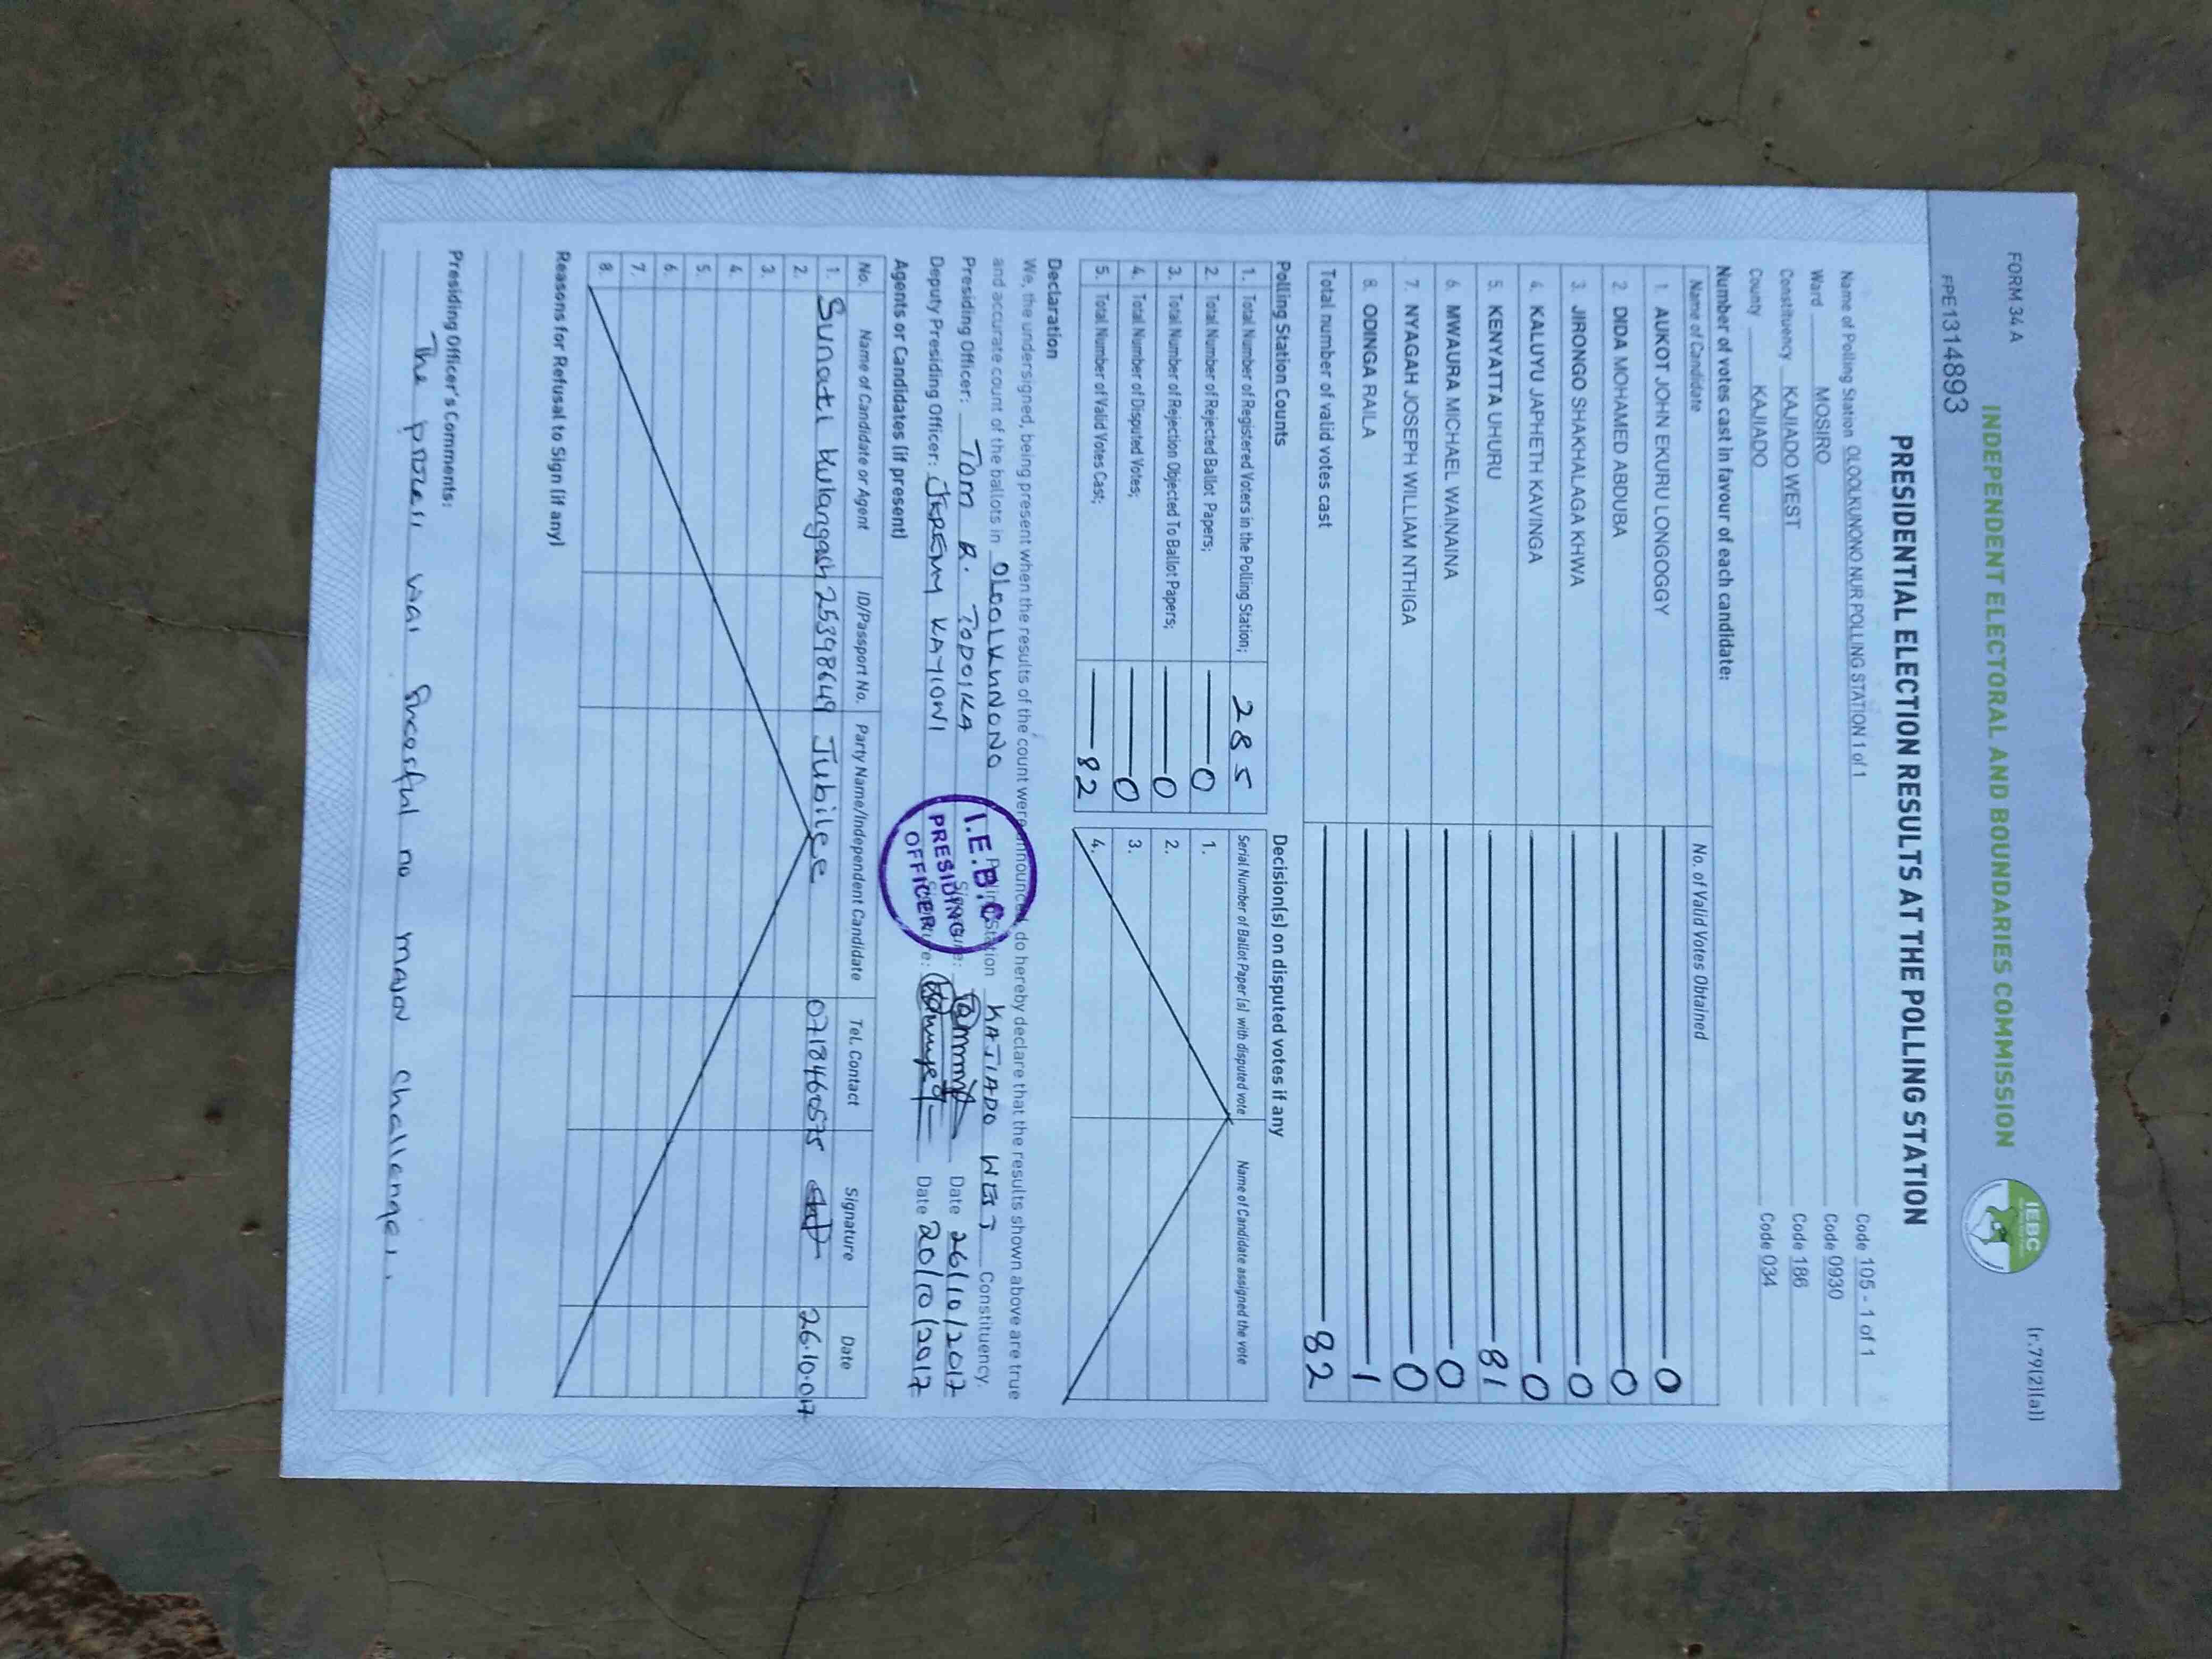 FORM 34 A
(r.79(2)(a))
INDEPENDENT ELECTORAL AND BOUNDARIES COMMISSION
IEBC
FPE1314893
PRESIDENTIAL ELECTION RESULTS AT THE POLLING STATION
Name of Polling Station OLOOLKUNONO NUR POLLING STATION 1 of 1 Code 105 - 1 of 1
Ward MOSIRO Code 0930
Constituency KAJIADO WEST Code 186
County KAJIADO Code 034
Number of votes cast in favour of each candidate:
Name of Candidate No. of Valid Votes Obtained
1. AUKOT JOHN EKURU LONGOGGY 0
2. DIDA MOHAMED ABDUBA 0
3. JIRONGO SHAKHALAGA KHWA 0
4. KALUYU JAPHETH KAVINGA 0
5. KENYATTA UHURU 81
6. MWAURA MICHAEL WAINAINA 0
7. NYAGAH JOSEPH WILLIAM NTHIGA 0
8. ODINGA RAILA 1
Total number of valid votes cast 82
Polling Station Counts Decision(s) on disputed votes if any
1. Total Number of Registered Voters in the Polling Station; 285 Serial Number of Ballot Paper (s) with disputed vote Name of Candidate assigned the vote
2. Total Number of Rejected Ballot Papers; 0 1.
3. Total Number of Rejection Objected To Ballot Papers; 0 2.
4. Total Number of Disputed Votes; 0 3.
5. Total Number of Valid Votes Cast; 82 4.
Declaration
We, the undersigned, being present when the results of the count were announced, do hereby declare that the results shown above are true
and accurate count of the ballots in OLOOLKUNONO Polling Station KAJIADO WEST Constituency.
Presiding Officer: TOM R. TOPOIKA Signature: Date 26/10/2017
Deputy Presiding Officer: JEREMY KAYIONI Signature: Date 20/10/2017
I.E.B.C
PRESIDING
OFFICER
Agents or Candidates (if present)
No. Name of Candidate or Agent ID/Passport No. Party Name/Independent Candidate Tel. Contact Signature Date
1. Sunati Kulangash 25398649 Jubilee 0718460575 26.10.017
2.
3.
4.
5.
6.
7.
8.
Reasons for Refusal to Sign (if any)
Presiding Officer's Comments:
The process was Sucesful no major challenges.